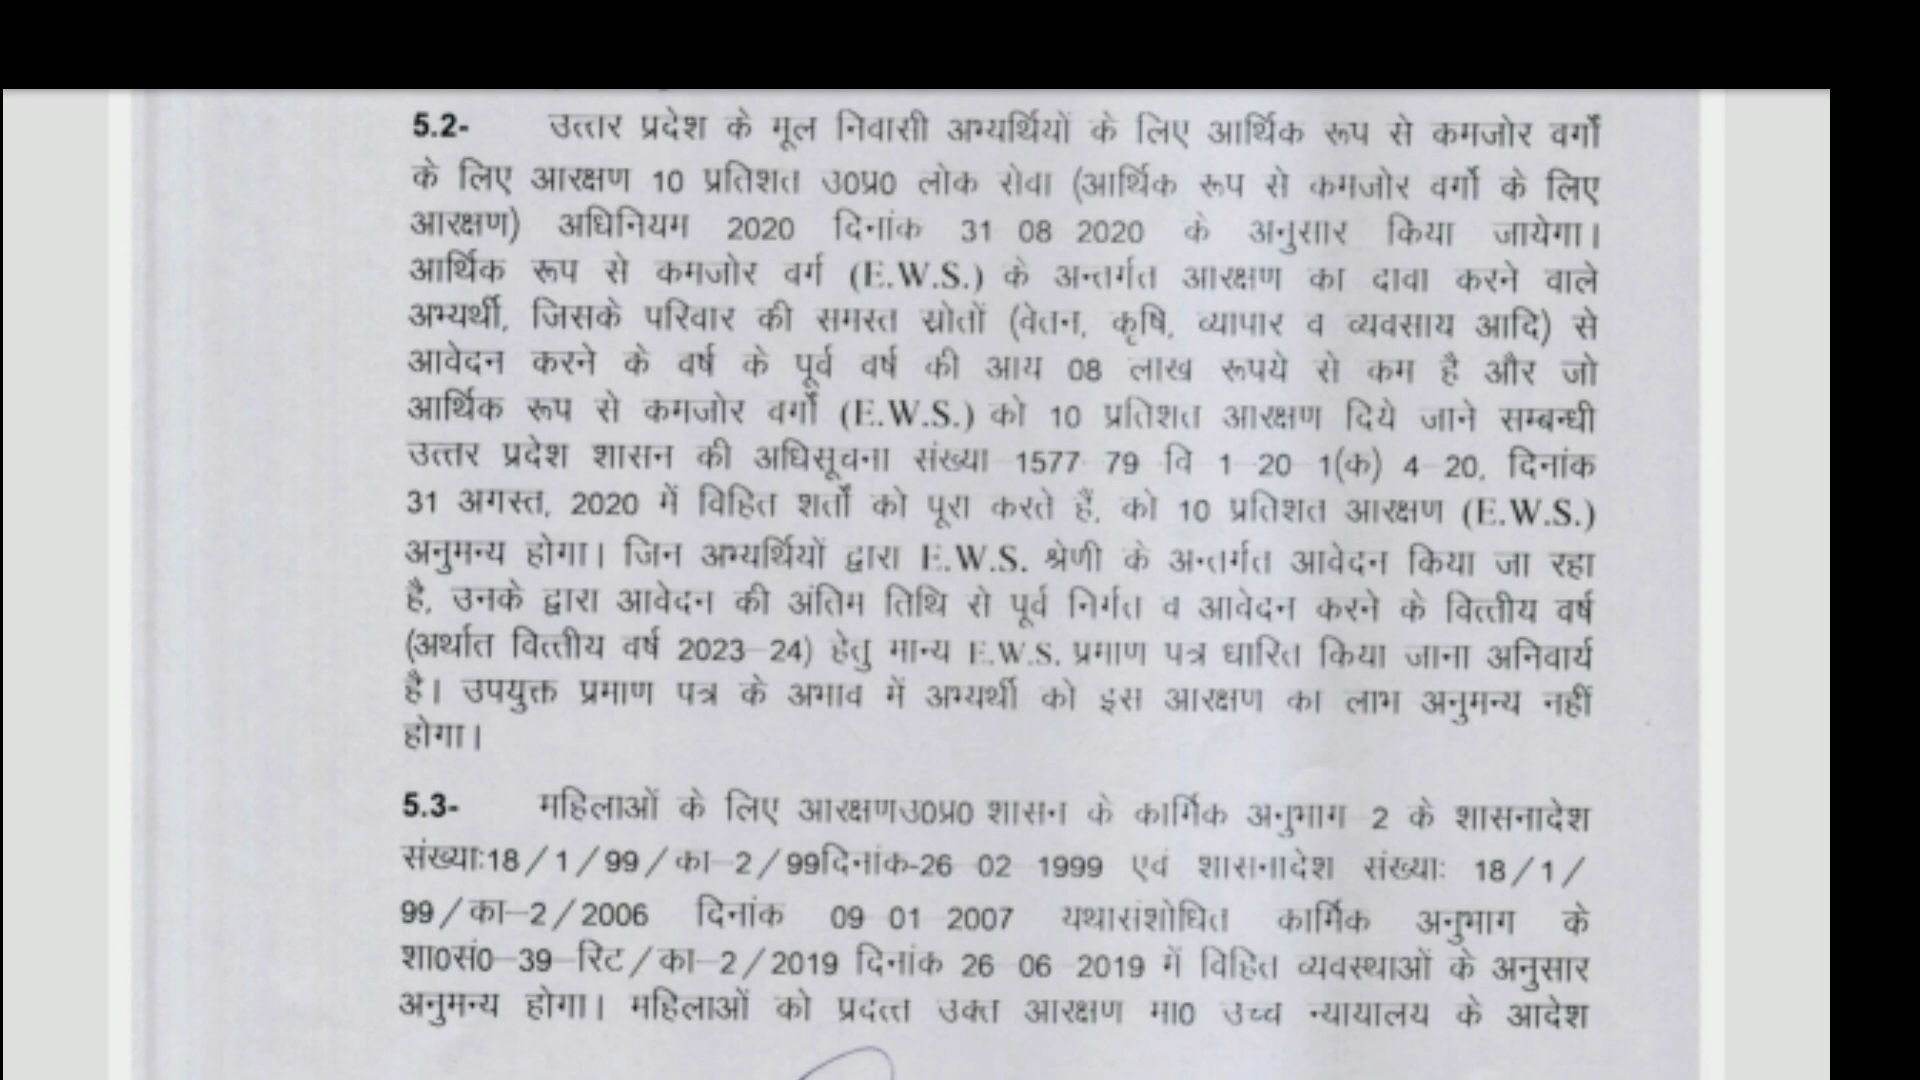 5.2- उत्तर प्रदेश के मूल निवासी अभ्यर्थियों के लिए आर्थिक रूप से कमजोर वर्गों
के लिए आरक्षण 10 प्रतिशत उ0प्र0 लोक सेवा (आर्थिक रूप से कमजोर वर्गो के लिए
आरक्षण) अधिनियम 2020 दिनांक 31 08 2020 के अनुसार किया जायेगा।
आर्थिक रूप से कमजोर वर्ग (E.W.S.) के अन्तर्गत आरक्षण का दावा करने वाले
अभ्यर्थी, जिसके परिवार की समस्त स्रोतों (वेतन, कृषि, व्यापार व व्यवसाय आदि) से
आवेदन करने के वर्ष के पूर्व वर्ष की आय 08 लाख रूपये से कम है और जो
आर्थिक रूप से कमजोर वर्गों (E.W.S.) को 10 प्रतिशत आरक्षण दिये जाने सम्बन्धी
उत्तर प्रदेश शासन की अधिसूचना संख्या 1577 79 वि 1 20 1(क) 4 20, दिनांक
31 अगस्त, 2020 में विहित शर्तों को पूरा करते हैं, को 10 प्रतिशत आरक्षण (E.W.S.)
अनुमन्य होगा। जिन अभ्यर्थियों द्वारा E.W.S. श्रेणी के अन्तर्गत आवेदन किया जा रहा
है, उनके द्वारा आवेदन की अंतिम तिथि से पूर्व निर्गत व आवेदन करने के वित्तीय वर्ष
(अर्थात वित्तीय वर्ष 2023-24) हेतु मान्य E.W.S. प्रमाण पत्र धारित किया जाना अनिवार्य
है। उपयुक्त प्रमाण पत्र के अभाव में अभ्यर्थी को इस आरक्षण का लाभ अनुमन्य नहीं
होगा।
5.3- महिलाओं के लिए आरक्षणउ0प्र0 शासन के कार्मिक अनुभाग 2 के शासनादेश
संख्याः18/1/99/का-2/99दिनांक-26 02 1999 एवं शासनादेश संख्याः 18/1/
99/का-2/2006 दिनांक 09 01 2007 यथासंशोधित कार्मिक अनुभाग के
शा0सं0-39-रिट/का-2/2019 दिनांक 26 06 2019 में विहित व्यवस्थाओं के अनुसार
अनुमन्य होगा। महिलाओं को प्रदत्त उक्त आरक्षण मा0 उच्च न्यायालय के आदेश